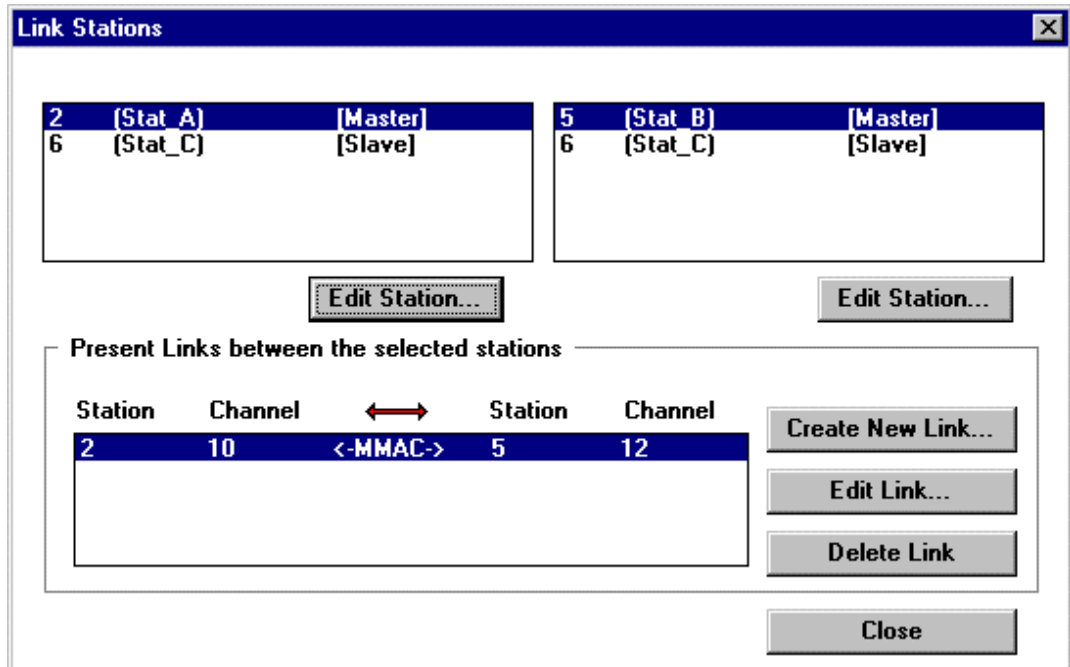 Link Stations
2 (Stat_A) [Master]
6 (Stat_C) [Slave]
5 (Stat_B) [Master]
6 (Stat_C) [Slave]
Edit Station...
Edit Station...
Present Links between the selected stations
Station Channel Station Channel
2 10 <-MMAC-> 5 12
Create New Link...
Edit Link...
Delete Link
Close